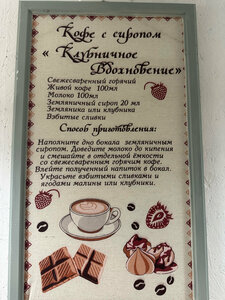 Кофе с сиропом
« Клубничное
Вдохновение»
Свежесваренный горячий
Живой кофе 100мл
Молоко 100мл
Земляничный сироп 20 мл
Земляника или клубника
Взбитые сливки
Способ приготовления:
Наполните дно бокала земляничным
сиропом. Доведите молоко до кипения
и смешайте в отдельной ёмкости
со свежесваренным горячим кофе.
Влейте полученный напиток в бокал.
Украсьте взбитыми сливками и
ягодами малины или клубники.